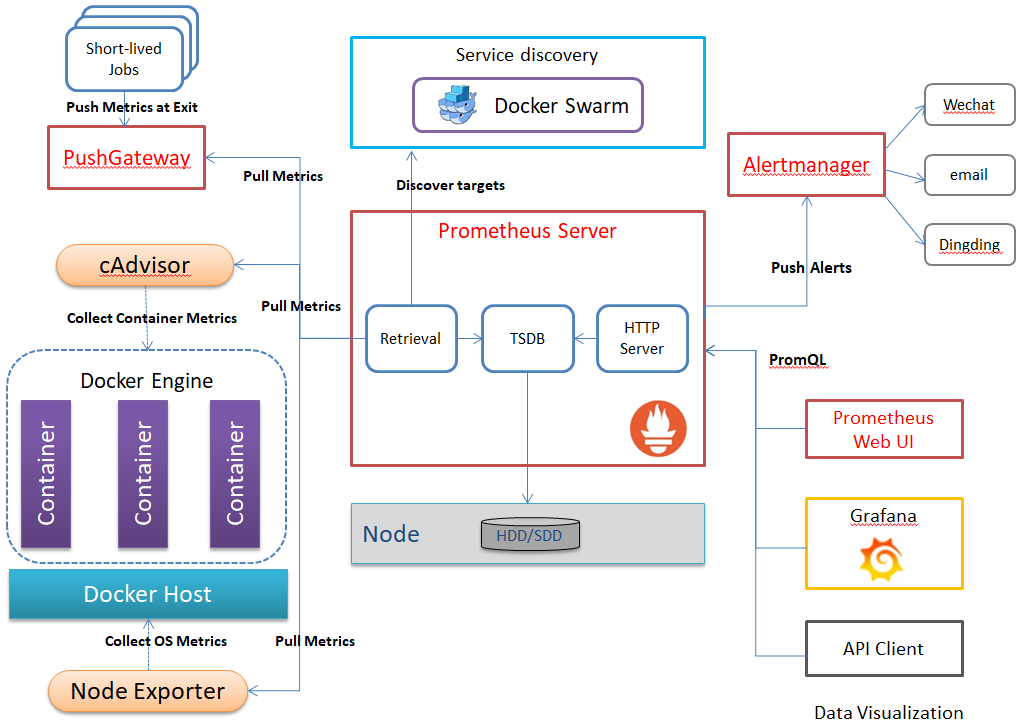 Short-lived
Jobs
Push Metrics at Exit
PushGateway
Pull Metrics
cAdvisor
Pull Metrics
Collect Container Metrics
Docker Engine
Container
Container
Container
Docker Host
Collect OS Metrics
Pull Metrics
Node Exporter
Service discovery
Docker Swarm
Discover targets
Prometheus Server
Retrieval
TSDB
HTTP
Server
Node
HDD/SDD
Alertmanager
Wechat
email
Dingding
Push Alerts
PromQL
Prometheus
Web UI
Grafana
API Client
Data Visualization